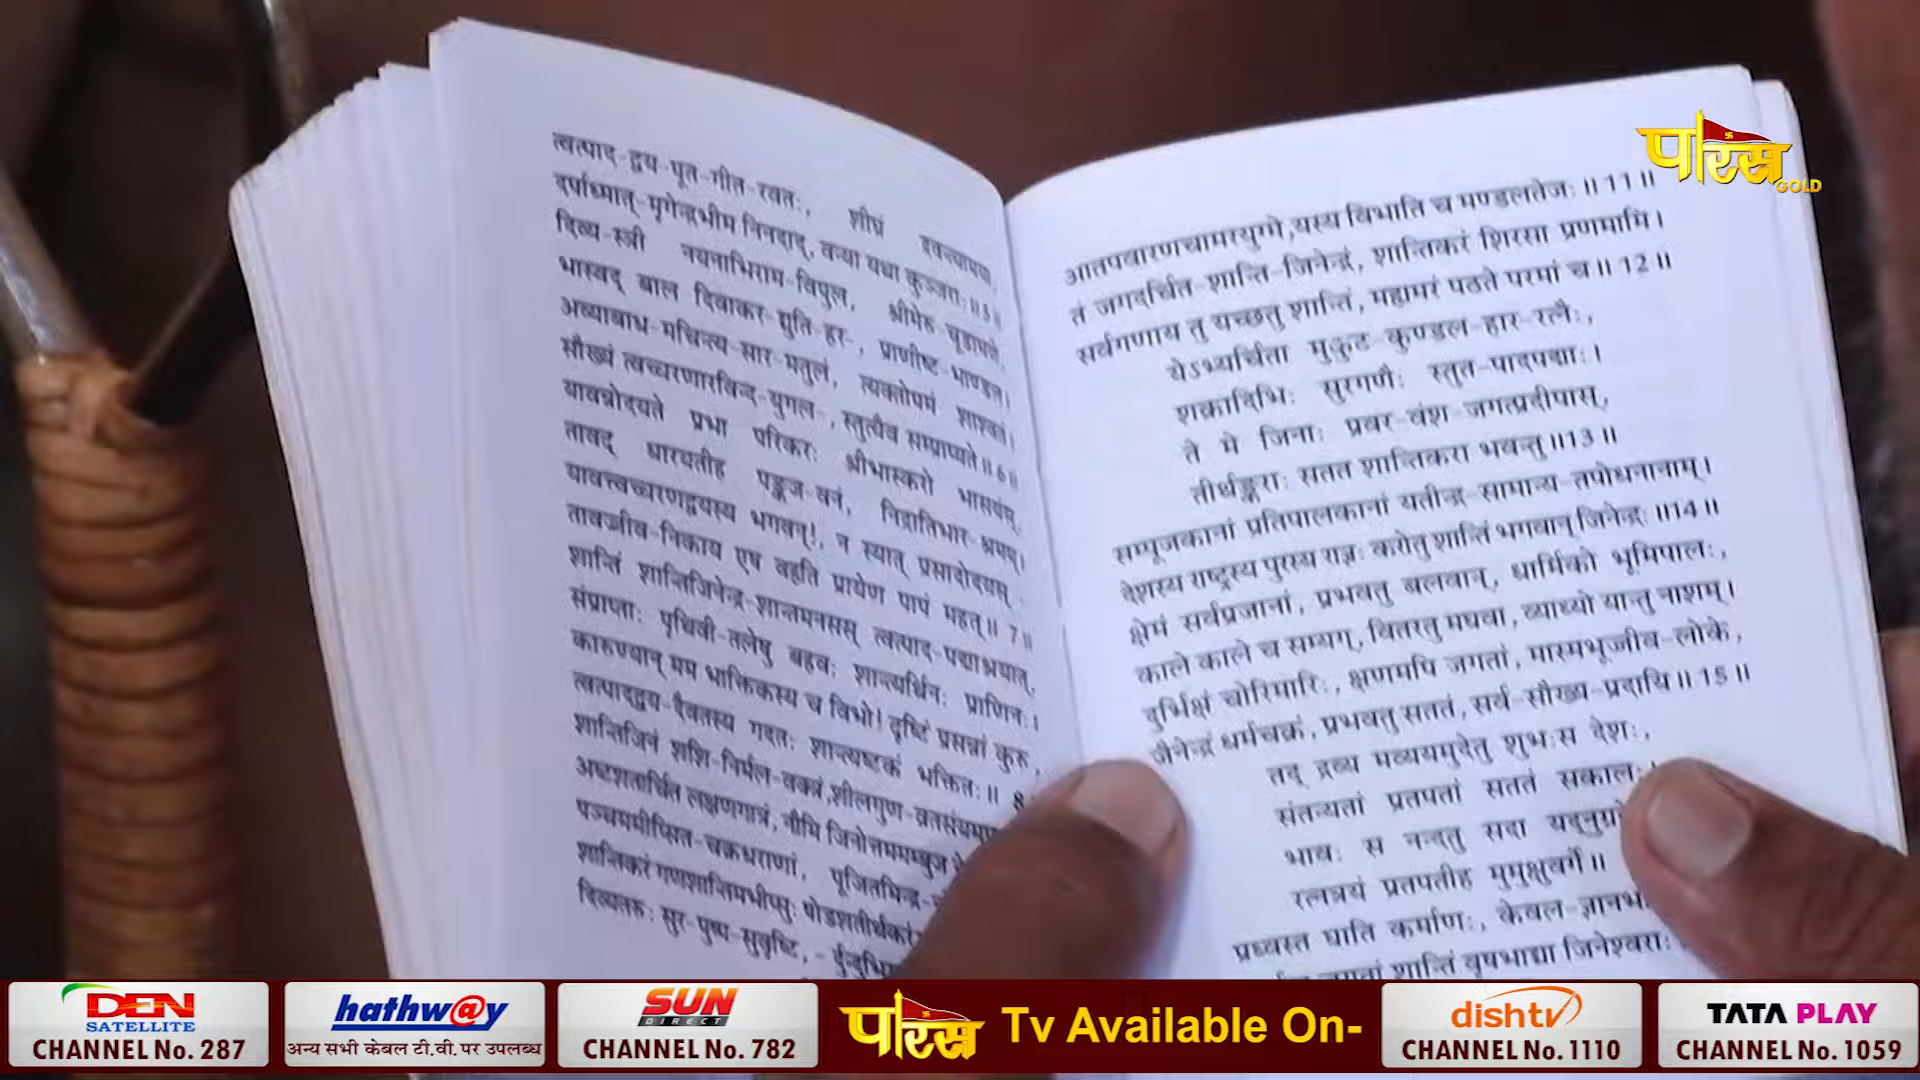 त्वत्पाद-द्वय-पूत-गीत-रवतः, शीघ्रं द्रवन्त्यामया,
दर्पाध्मात्-मृगेन्द्रभीम निनदाद्, वन्या यथा कुञ्जराः॥5॥
दिव्य-स्त्री नयनाभिराम-विपुल, श्रीमेरु चूडामणे,
भास्वद् बाल दिवाकर द्युति हर-, प्राणीष्ट-भाण्डल।
अव्याबाध-मचिन्त्य-सार-मतुलं, त्यक्तोपमं शाश्वतं।
सौख्यं त्वच्चरणारविन्द-युगल-, स्तुत्यैव सम्प्राप्यते॥6॥
यावन्नोदयते प्रभा परिकरः श्रीभास्करो भासयंस्,
तावद् धारयतीह पङ्कज-वनं, निद्रातिभार-श्रमम्।
यावत्त्वच्चरणद्वयस्य भगवन्!, न स्यात् प्रसादोदयस्,
तावज्जीव-निकाय एष वहति प्रायेण पापं महत्॥ 7॥
शान्तिं शान्तिजिनेन्द्र-शान्तमनसस् त्वत्पाद-पद्माश्रयात्,
संप्राप्ताः पृथिवी-तलेषु बहवः शान्त्यर्थिनः प्राणिनः।
कारुण्यान् मम भाक्तिकस्य च विभो! दृष्टिं प्रसन्नां कुरु,
त्वत्पादद्वय-दैवतस्य गदतः शान्त्यष्टकं भक्तितः॥ 8
शान्तिजिनं शशि-निर्मल-वक्त्रं,शीलगुण-व्रतसंयमपा
अष्टशतार्चित लक्षणगात्रं, नौमि जिनोत्तममम्बुज
पञ्चममीप्सित-चक्रधराणां, पूजितमिन्द्र-
शान्तिकरं गणशान्तिमभीप्सुः षोडशतीर्थकरं
दिव्यतरुः सुर-पुष्प-सुवृष्टि,- र्दुन्दुभि
आतपवारणचामरयुग्मे,यस्य विभाति च मण्डलतेजः॥11॥
तं जगदर्चित-शान्ति-जिनेन्द्रं, शान्तिकरं शिरसा प्रणमामि।
सर्वगणाय तु यच्छतु शान्तिं, मह्यमरं पठते परमां च॥ 12॥
येऽभ्यर्चिता मुकुट-कुण्डल-हार-रत्नैः,
शक्रादिभिः सुरगणैः स्तुत-पादपद्माः।
ते मे जिनाः प्रवर-वंश-जगत्प्रदीपास्,
तीर्थङ्कराः सतत शान्तिकरा भवन्तु॥13॥
सम्पूजकानां प्रतिपालकानां यतीन्द्र-सामान्य-तपोधनानाम्।
देशस्य राष्ट्रस्य पुरस्य राज्ञः करोतु शान्तिं भगवान् जिनेन्द्रः॥14॥
क्षेमं सर्वप्रजानां, प्रभवतु बलवान्, धार्मिको भूमिपालः,
काले काले च सम्यग्, वितरतु मघवा, व्याध्यो यान्तु नाशम्।
दुर्भिक्षं चोरिमारिः, क्षणमपि जगतां, मास्मभूज्जीव-लोके,
जैनेन्द्रं धर्मचक्रं, प्रभवतु सततं, सर्व-सौख्य-प्रदायि॥ 15॥
तद् द्रव्य मव्ययमुदेतु शुभःस देशः,
संतन्यतां प्रतपतां सततं सकालः।
भावः स नन्दतु सदा यदनुग्र
रत्नत्रयं प्रतपतीह मुमुक्षुवर्गे॥
प्रध्वस्त घाति कर्माणः, केवल-ज्ञानभ
जगतां शान्तिं वृषभाद्या जिनेश्वराः
पारस
GOLD
DEN
SATELLITE
CHANNEL No. 287
hathw@y
अन्य सभी केबल टी.वी.पर उपलब्ध
SUN
DIRECT
CHANNEL No. 782
पारस Tv Available On-
dishtv
CHANNEL No. 1110
TATA PLAY
CHANNEL No. 1059